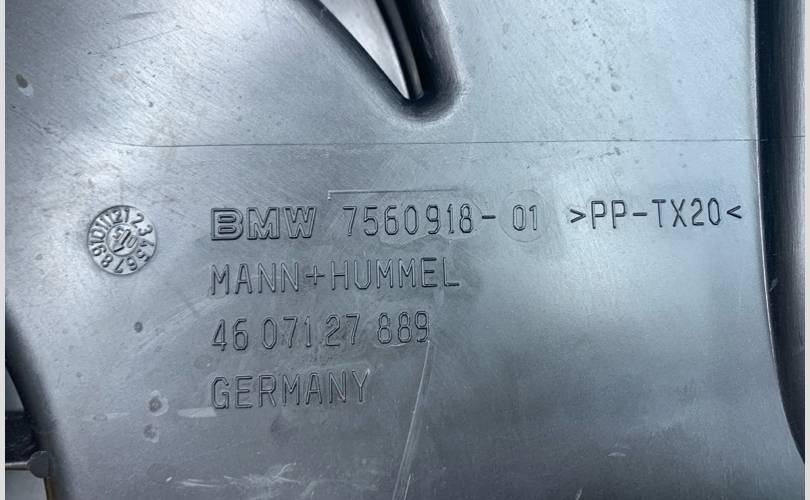 BMW 7560918-01 >PP-TX20<
MANN+HUMMEL
46 071 27 889
GERMANY